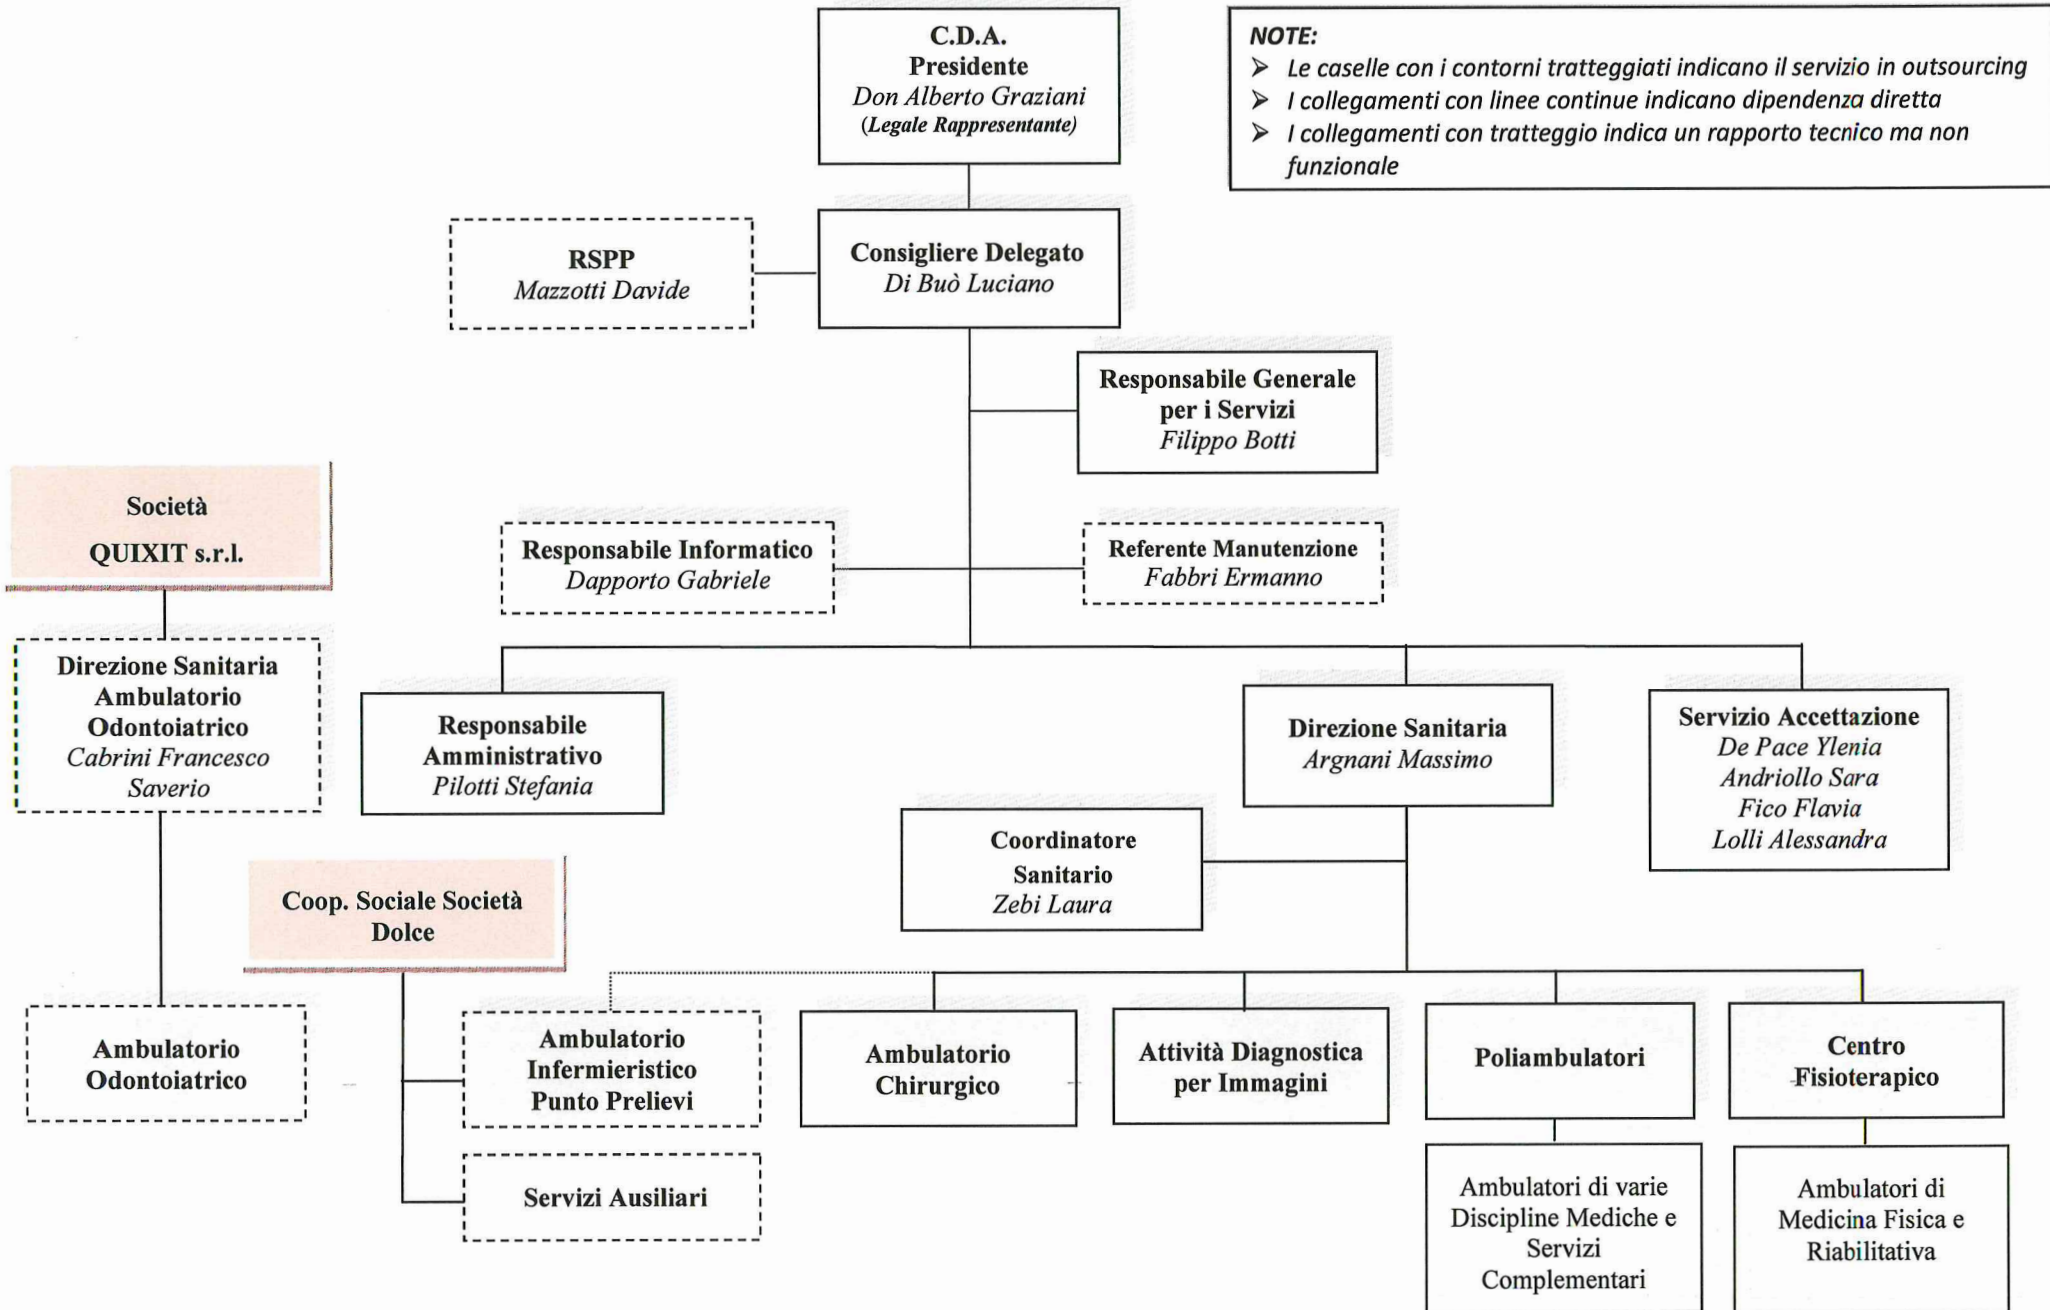 C.D.A.
Presidente
Don Alberto Graziani
(Legale Rappresentante)
NOTE:
➢ Le caselle con i contorni tratteggiati indicano il servizio in outsourcing
➢ I collegamenti con linee continue indicano dipendenza diretta
➢ I collegamenti con tratteggio indica un rapporto tecnico ma non
funzionale
RSPP
Mazzotti Davide
Consigliere Delegato
Di Buò Luciano
Responsabile Generale
per i Servizi
Filippo Botti
Società
QUIXIT s.r.l.
Responsabile Informatico
Dapporto Gabriele
Referente Manutenzione
Fabbri Ermanno
Direzione Sanitaria
Ambulatorio
Odontoiatrico
Cabrini Francesco
Saverio
Responsabile
Amministrativo
Pilotti Stefania
Direzione Sanitaria
Argnani Massimo
Servizio Accettazione
De Pace Ylenia
Andriollo Sara
Fico Flavia
Lolli Alessandra
Coordinatore
Sanitario
Zebi Laura
Coop. Sociale Società
Dolce
Ambulatorio
Odontoiatrico
Ambulatorio
Infermieristico
Punto Prelievi
Ambulatorio
Chirurgico
Attività Diagnostica
per Immagini
Poliambulatori
Centro
Fisioterapico
Servizi Ausiliari
Ambulatori di varie
Discipline Mediche e
Servizi
Complementari
Ambulatori di
Medicina Fisica e
Riabilitativa